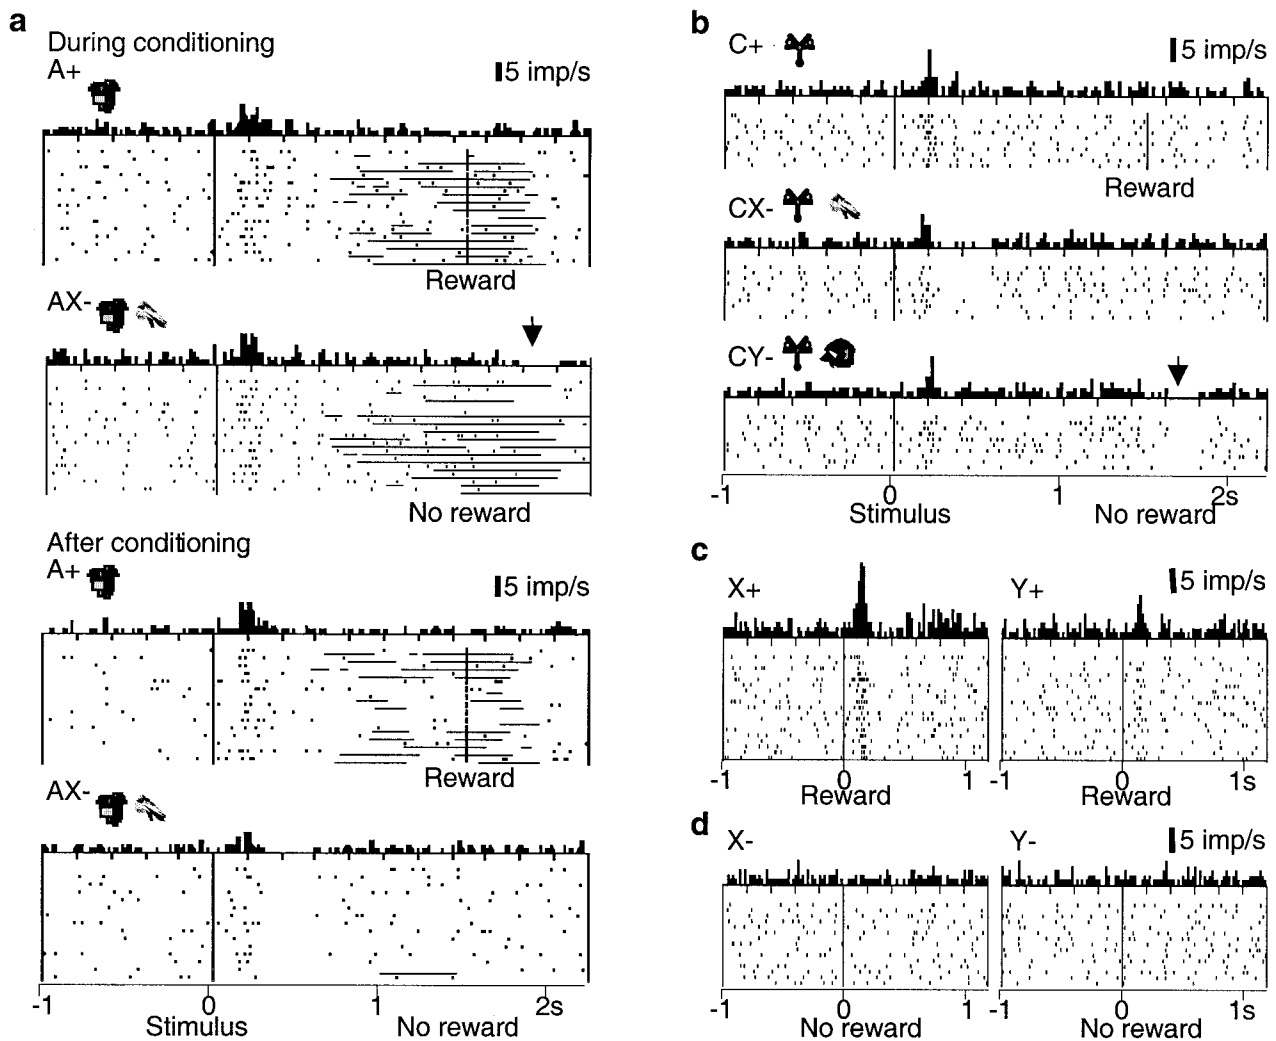 a
During conditioning
A+
5 imp/s
Reward
AX-
No reward
After conditioning
A+
5 imp/s
Reward
AX-
-1 0 1 2s
Stimulus No reward
b
C+
5 imp/s
Reward
CX-
CY-
-1 0 1 2s
Stimulus No reward
c
X+ Y+ 5 imp/s
-1 0 1 -1 0 1s
Reward Reward
d
X- Y- 5 imp/s
-1 0 1 -1 0 1s
No reward No reward